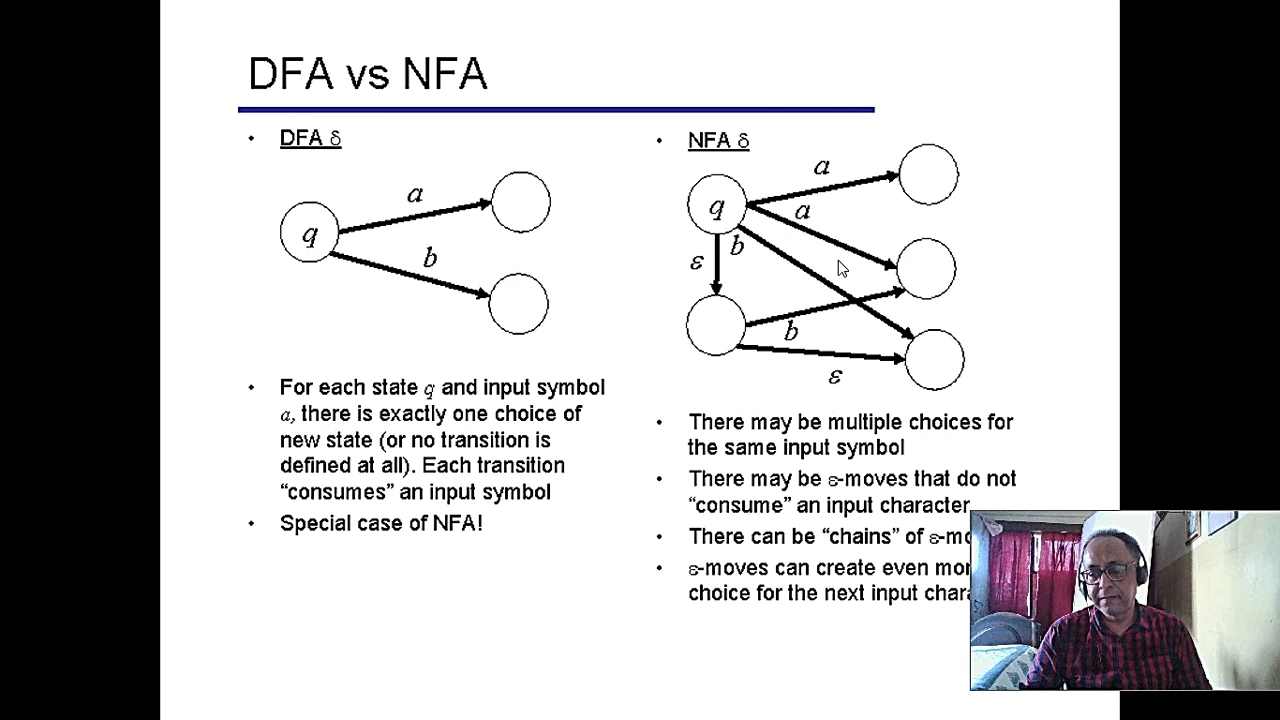 DFA vs NFA
• DFA δ
a
q
b
• For each state q and input symbol
a, there is exactly one choice of
new state (or no transition is
defined at all). Each transition
“consumes” an input symbol
• Special case of NFA!
• NFA δ
a
q
a
b
ε
b
ε
• There may be multiple choices for
the same input symbol
• There may be ε-moves that do not
“consume” an input character
• There can be “chains” of
• ε-moves can create even
choice for the next input